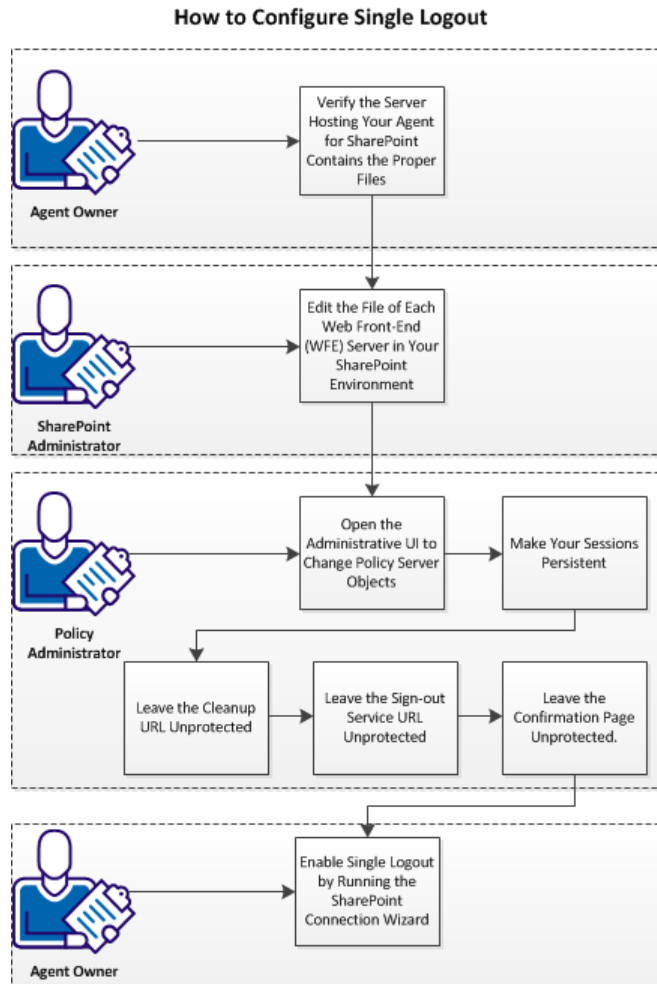 How to Configure Single Logout
Verify the Server
Hosting Your Agent
for SharePoint
Contains the Proper
Files
Agent Owner
Edit the File of Each
Web Front-End
(WFE) Server in Your
SharePoint
Environment
SharePoint
Administrator
Open the
Administrative UI to
Change Policy Server
Objects
Make Your Sessions
Persistent
Policy
Administrator
Leave the Cleanup
URL Unprotected
Leave the Sign-out
Service URL
Unprotected
Leave the
Confirmation Page
Unprotected.
Enable Single Logout
by Running the
SharePoint
Connection Wizard
Agent Owner